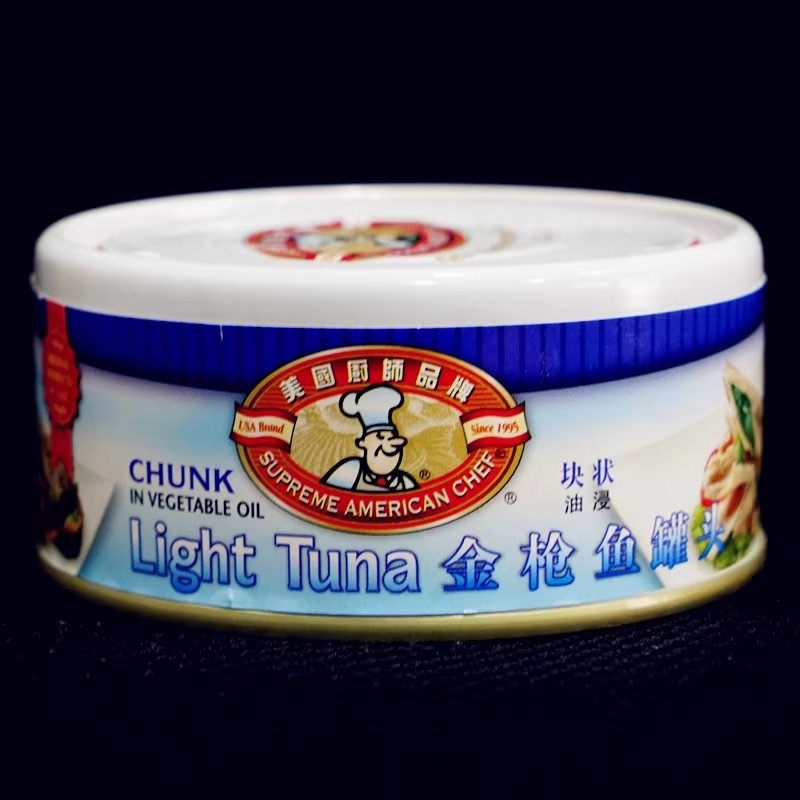 美國厨師品牌
USA Brand
Since 1995
SUPREME AMERICAN CHEF
®
®
CHUNK
IN VEGETABLE OIL
块状
油浸
Light Tuna 金枪鱼罐头